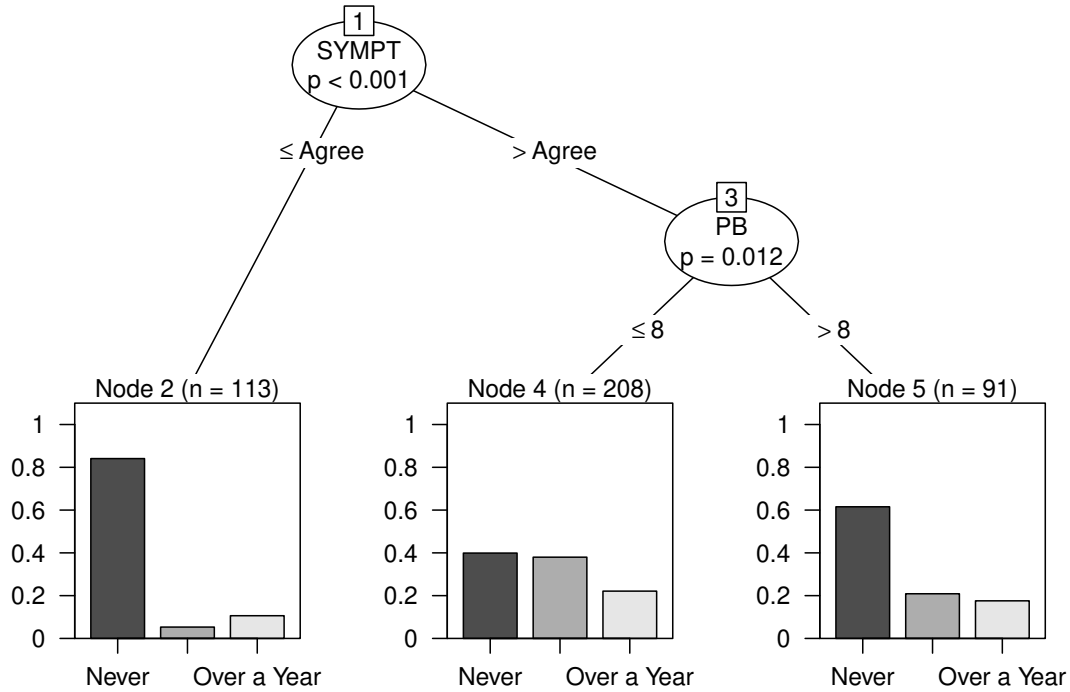 1
SYMPT
p < 0.001
≤ Agree
> Agree
3
PB
p = 0.012
≤ 8
> 8
Node 2 (n = 113)
1
0.8
0.6
0.4
0.2
0
Never
Over a Year
Node 4 (n = 208)
1
0.8
0.6
0.4
0.2
0
Never
Over a Year
Node 5 (n = 91)
1
0.8
0.6
0.4
0.2
0
Never
Over a Year